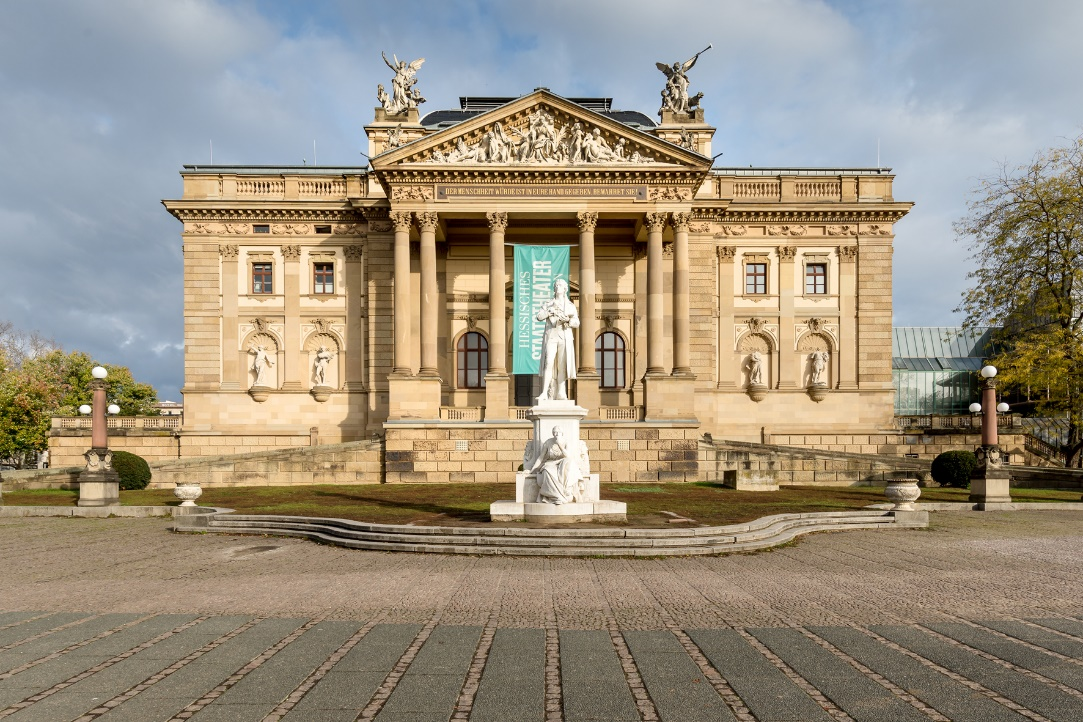 DER MENSCHHEIT WÜRDE IST IN EURE HAND GEGEBEN. BEWAHRET SIE!
HESSISCHES
STAATSTHEATER